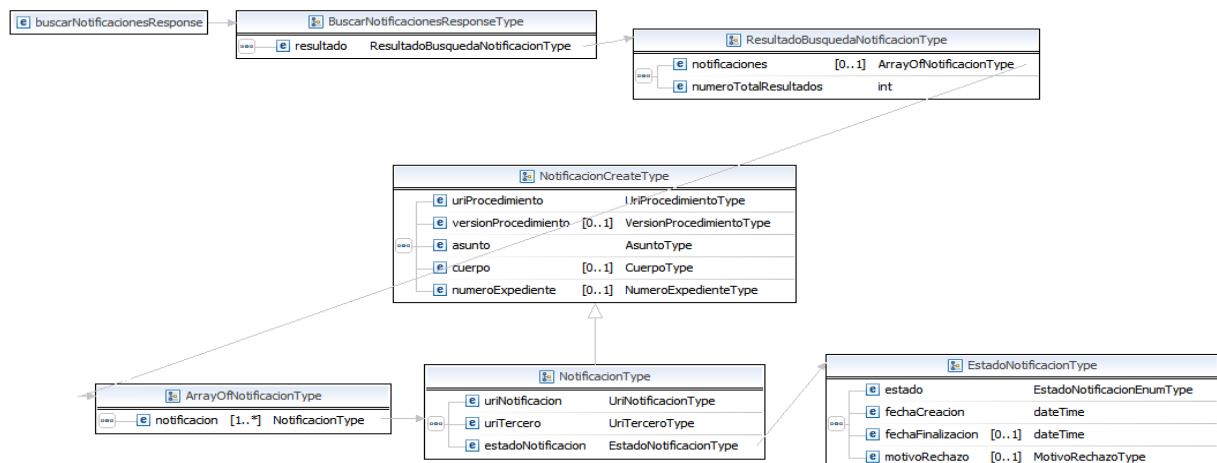 buscarNotificacionesResponse
BuscarNotificacionesResponseType
resultado ResultadoBusquedaNotificacionType
ResultadoBusquedaNotificacionType
notificaciones [0..1] ArrayOfNotificacionType
numeroTotalResultados int
NotificacionCreateType
uriProcedimiento UriProcedimientoType
versionProcedimiento [0..1] VersionProcedimientoType
asunto AsuntoType
cuerpo [0..1] CuerpoType
numeroExpediente [0..1] NumeroExpedienteType
ArrayOfNotificacionType
notificacion [1..*] NotificacionType
NotificacionType
uriNotificacion UriNotificacionType
uriTercero UriTerceroType
estadoNotificacion EstadoNotificacionType
EstadoNotificacionType
estado EstadoNotificacionEnumType
fechaCreacion dateTime
fechaFinalizacion [0..1] dateTime
motivoRechazo [0..1] MotivoRechazoType